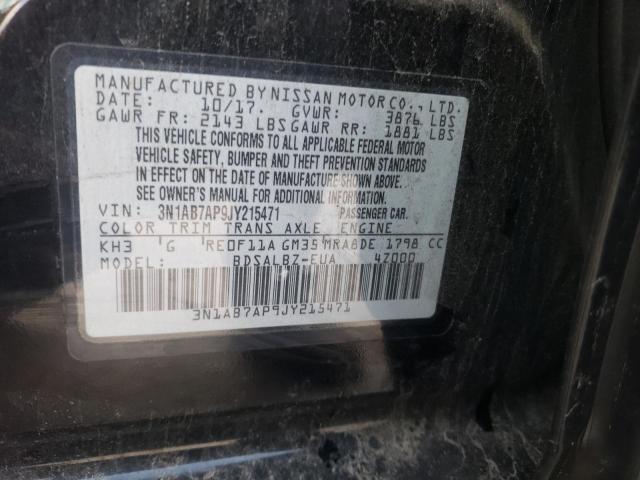 MANUFACTURED BY NISSAN MOTOR CO., LTD.
DATE: 10/17. GVWR: 3876 LBS
GAWR FR: 2143 LBS GAWR RR: 1881 LBS
THIS VEHICLE CONFORMS TO ALL APPLICABLE FEDERAL MOTOR
VEHICLE SAFETY, BUMPER AND THEFT PREVENTION STANDARDS
IN EFFECT ON THE DATE OF MANUFACTURE SHOWN ABOVE.
SEE OWNER'S MANUAL FOR ADDITIONAL INFORMATION.
VIN: 3N1AB7AP9JY215471 PASSENGER CAR.
COLOR TRIM TRANS AXLE ENGINE
KH3 G RE0F11A GM35 MRA8DE 1798 CC
MODEL: BDSALBZ-EUA 4Z000
3N1AB7AP9JY215471